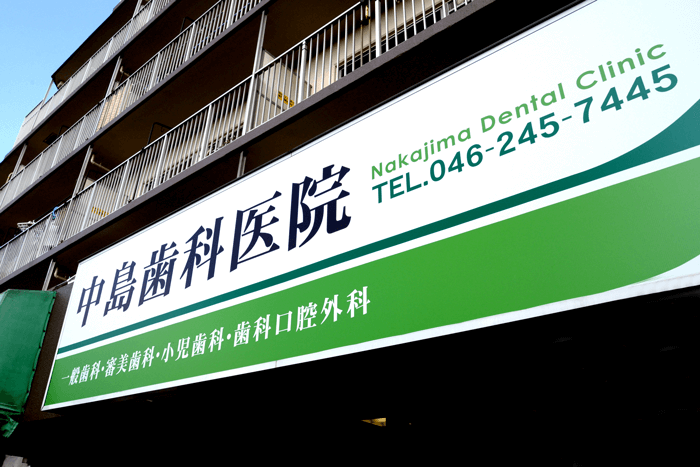 中島歯科医院
Nakajima Dental Clinic
TEL.046-245-7445
一般歯科・審美歯科・小児歯科・歯科口腔外科